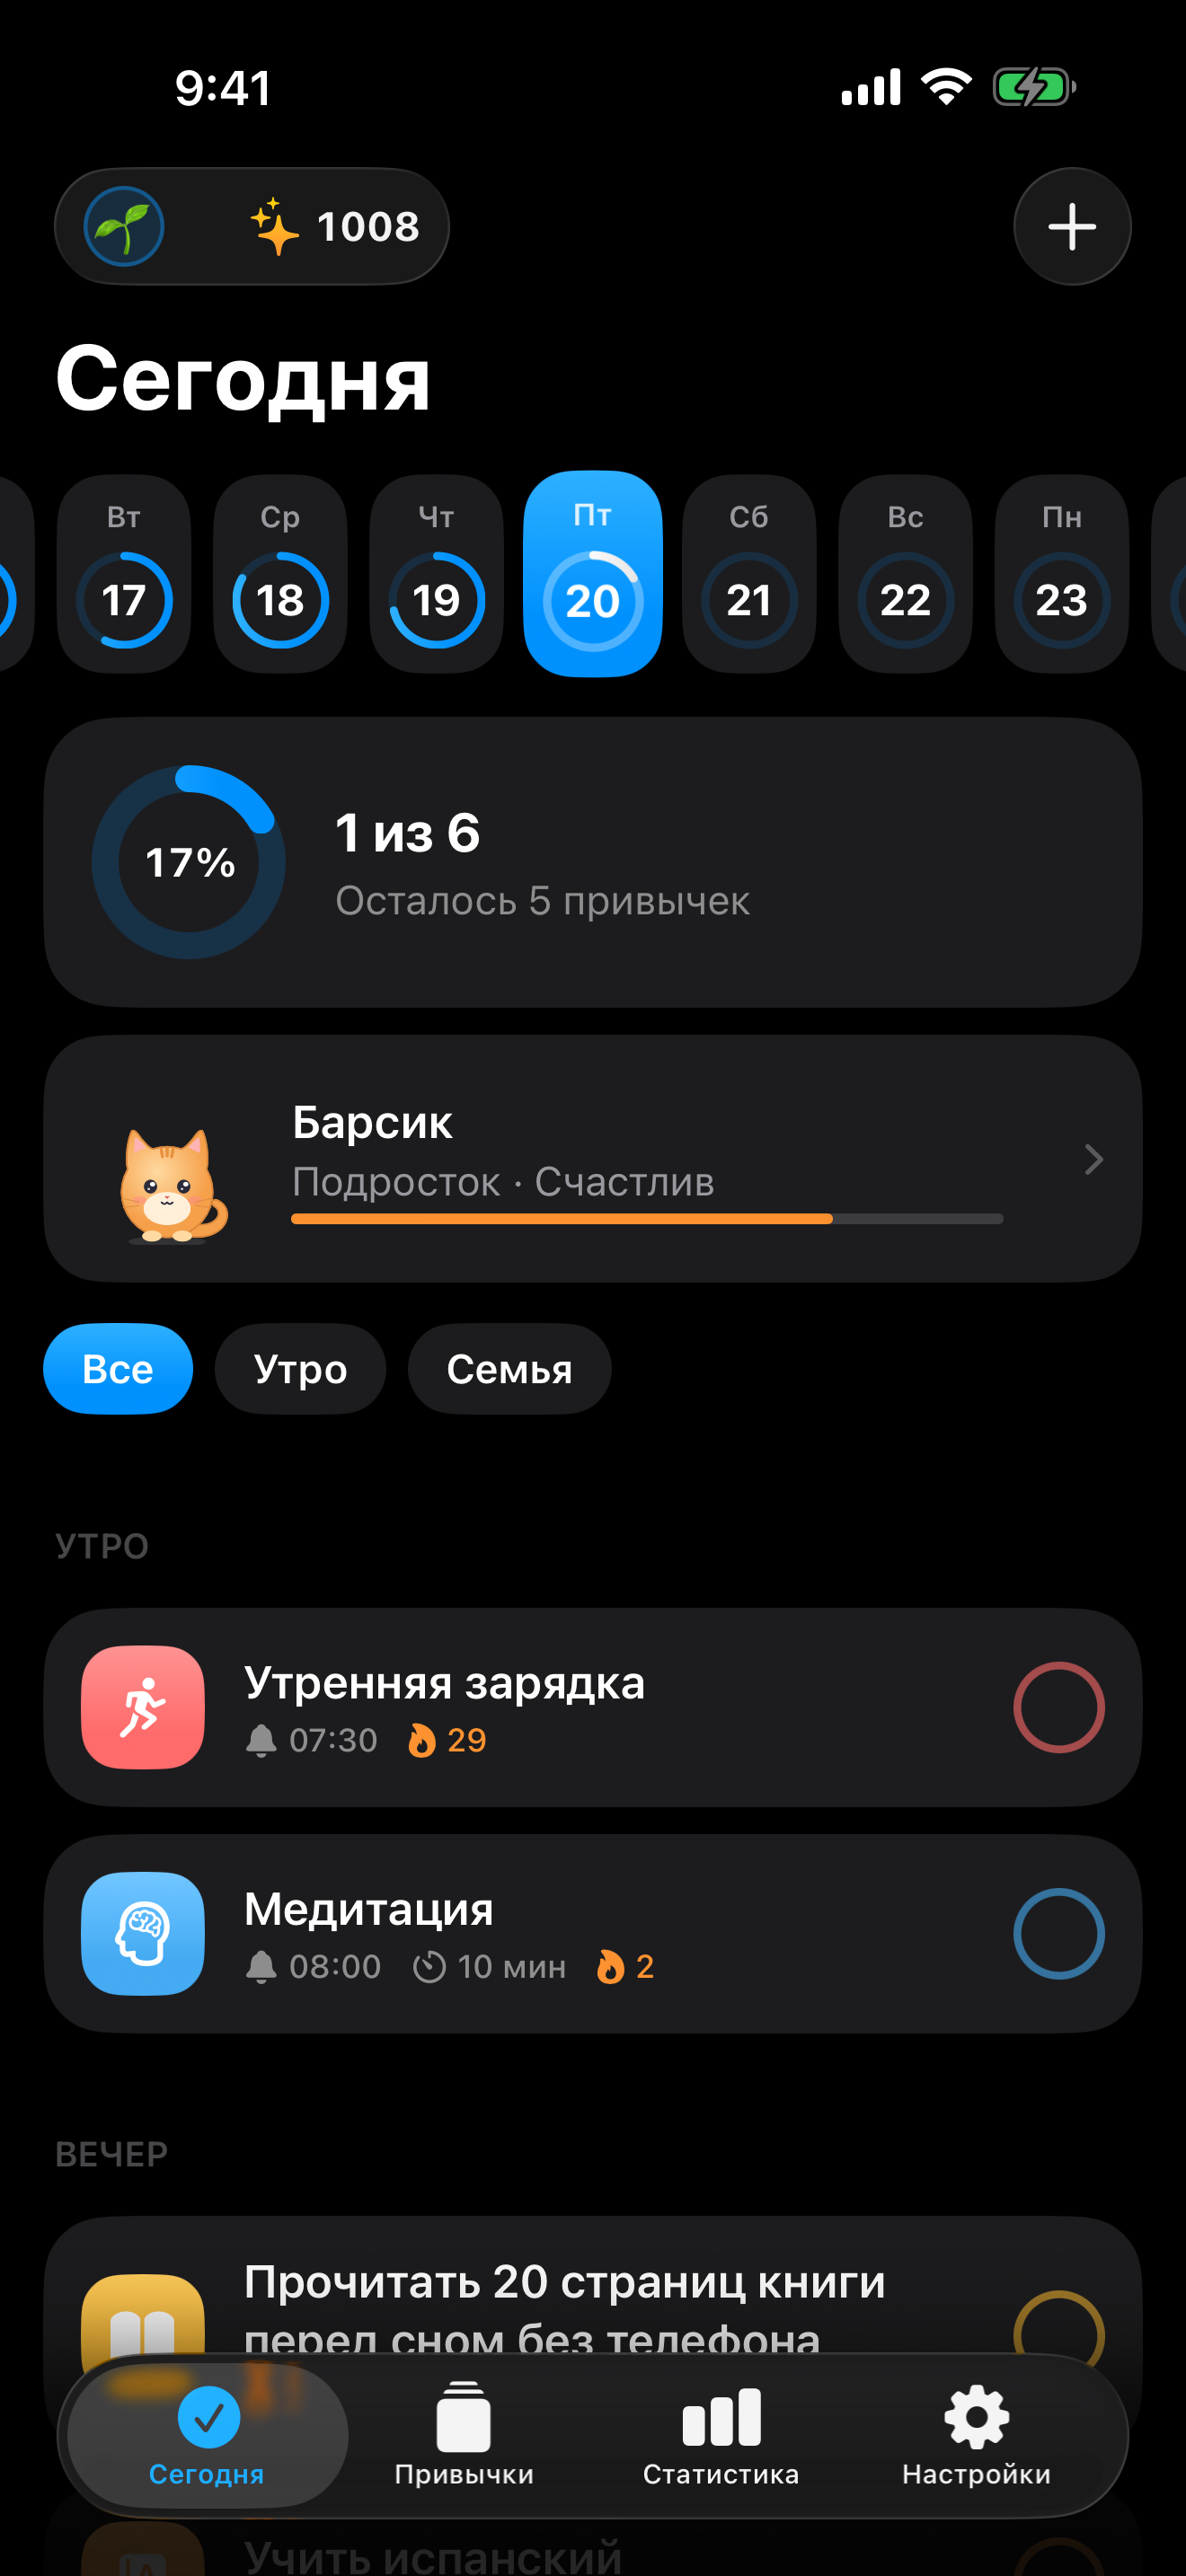 9:41
1008
Сегодня
Вт Ср Чт Пт Сб Вс Пн
17 18 19 20 21 22 23
17%
1 из 6
Осталось 5 привычек
Барсик
Подросток · Счастлив
Все Утро Семья
УТРО
Утренняя зарядка
07:30 29
Медитация
08:00 10 мин 2
ВЕЧЕР
Прочитать 20 страниц книги
перед сном без телефона
Сегодня Привычки Статистика Настройки
Учить испанский